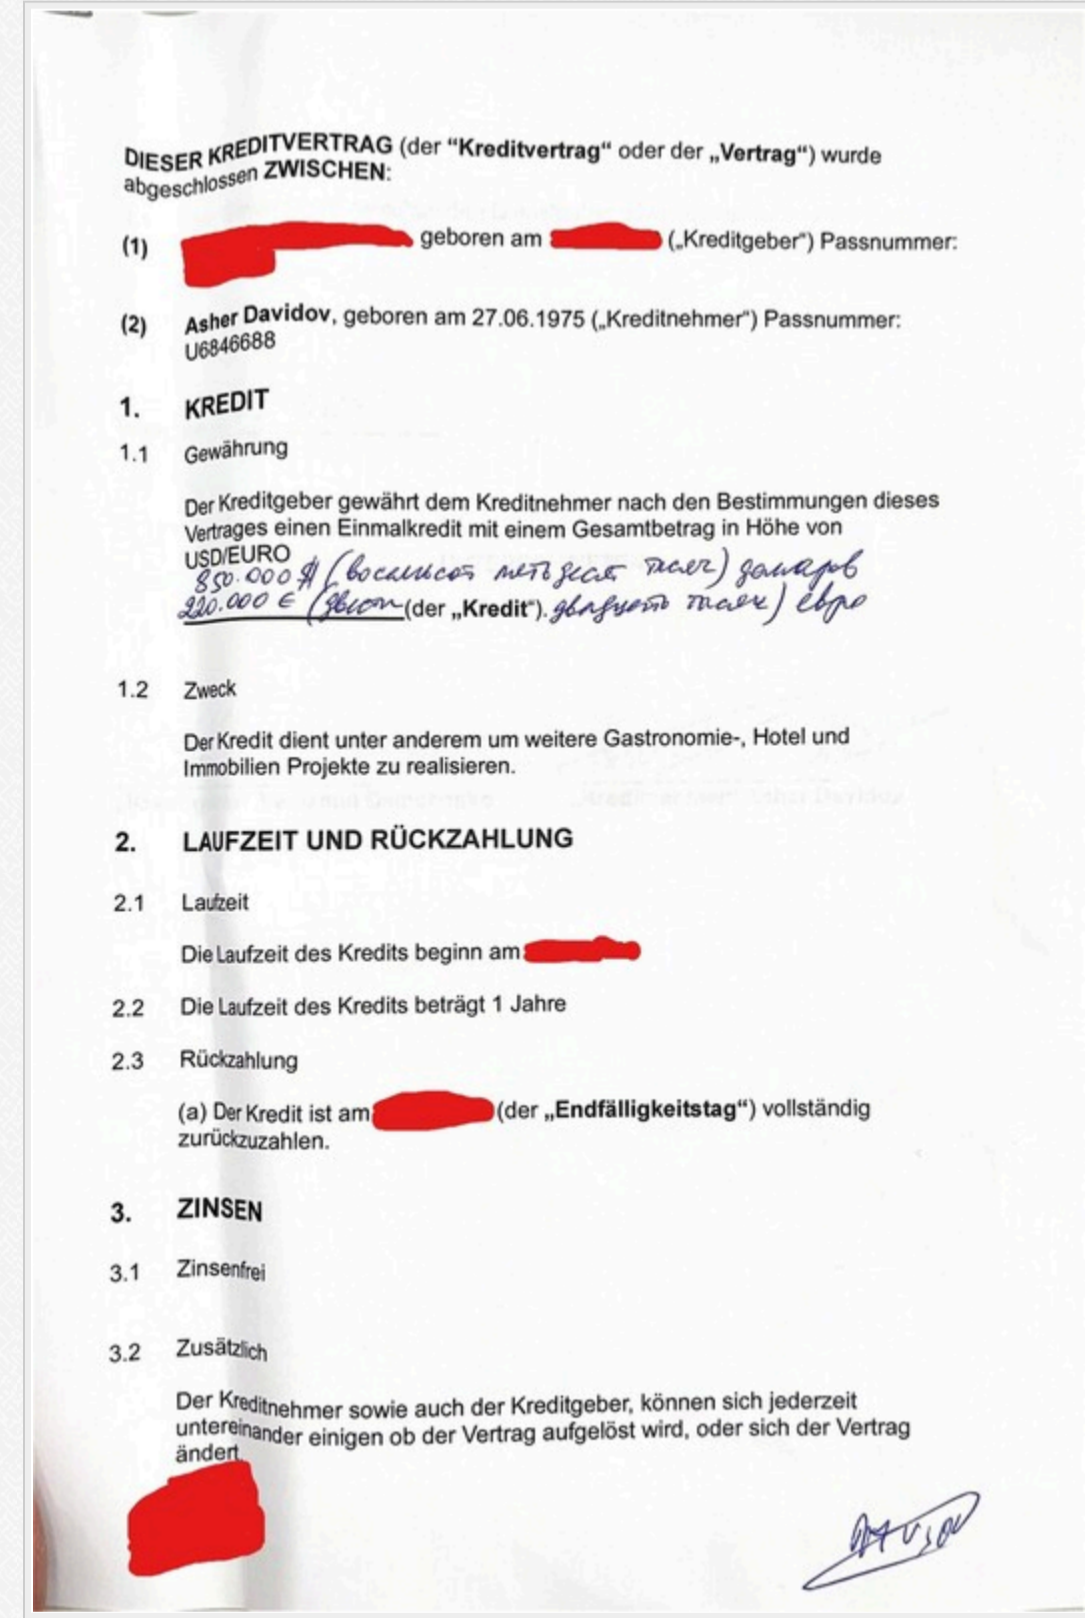 DIESER KREDITVERTRAG (der “Kreditvertrag“ oder der „Vertrag“) wurde
abgeschlossen ZWISCHEN:
(1) geboren am („Kreditgeber“) Passnummer:
(2) Asher Davidov, geboren am 27.06.1975 („Kreditnehmer“) Passnummer:
U6846688
1. KREDIT
1.1 Gewährung
Der Kreditgeber gewährt dem Kreditnehmer nach den Bestimmungen dieses
Vertrages einen Einmalkredit mit einem Gesamtbetrag in Höhe von
USD/EURO
850.000 $ (восемьсот петьдесят тысяч) доларов
220.000 € (двести (der „Kredit“). двадцать тысяч) евро
1.2 Zweck
Der Kredit dient unter anderem um weitere Gastronomie-, Hotel und
Immobilien Projekte zu realisieren.
2. LAUFZEIT UND RÜCKZAHLUNG
2.1 Laufzeit
Die Laufzeit des Kredits beginn am
2.2 Die Laufzeit des Kredits beträgt 1 Jahre
2.3 Rückzahlung
(a) Der Kredit ist am (der „Endfälligkeitstag“) vollständig
zurückzuzahlen.
3. ZINSEN
3.1 Zinsenfrei
3.2 Zusätzlich
Der Kreditnehmer sowie auch der Kreditgeber, können sich jederzeit
untereinander einigen ob der Vertrag aufgelöst wird, oder sich der Vertrag
ändert.